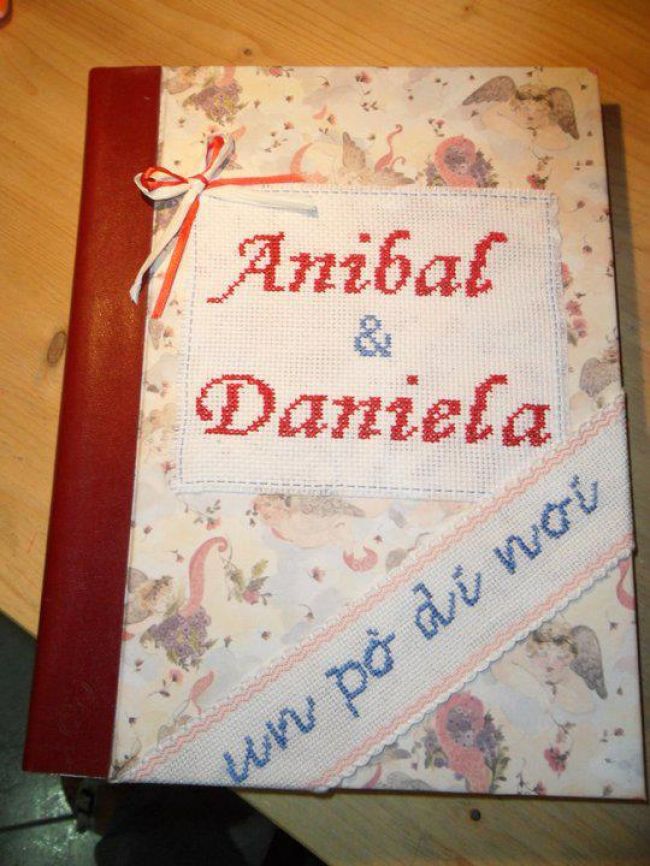 Anibal
&
Daniela
un pò di noi